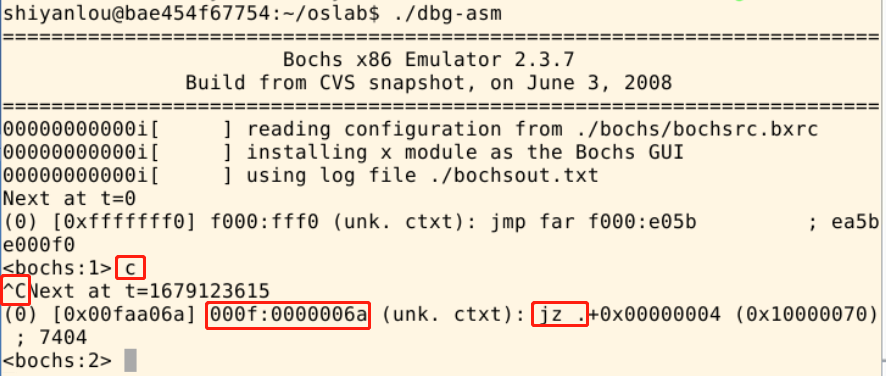 shiyanlou@bae454f67754:~/oslab$ ./dbg-asm
========================================================================
Bochs x86 Emulator 2.3.7
Build from CVS snapshot, on June 3, 2008
========================================================================
00000000000i[     ] reading configuration from ./bochs/bochsrc.bxrc
00000000000i[     ] installing x module as the Bochs GUI
00000000000i[     ] using log file ./bochsout.txt
Next at t=0
(0) [0xfffffff0] f000:fff0 (unk. ctxt): jmp far f000:e05b         ; ea5b
e000f0
<bochs:1> c
^CNext at t=1679123615
(0) [0x00faa06a] 000f:0000006a (unk. ctxt): jz .+0x00000004 (0x10000070)
; 7404
<bochs:2>